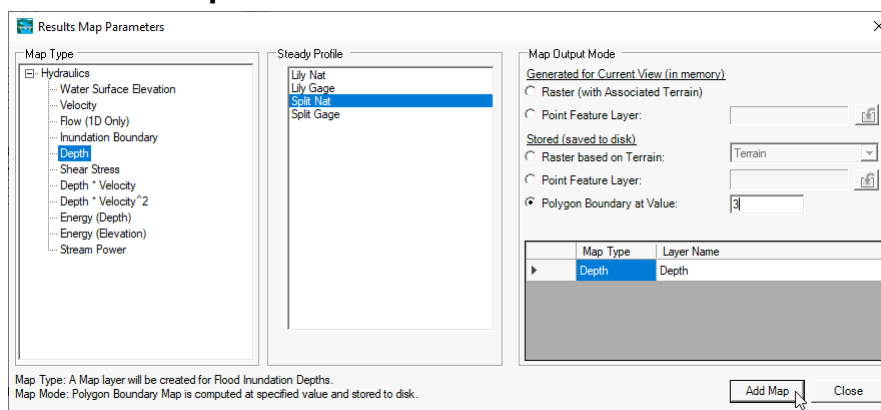 Results Map Parameters
Map Type
Hydraulics
Water Surface Elevation
Velocity
Flow (1D Only)
Inundation Boundary
Depth
Shear Stress
Depth * Velocity
Depth * Velocity^2
Energy (Depth)
Energy (Elevation)
Stream Power
Steady Profile
Lily Nat
Lily Gage
Split Nat
Split Gage
Map Output Mode
Generated for Current View (in memory)
Raster (with Associated Terrain)
Point Feature Layer:
Stored (saved to disk)
Raster based on Terrain: Terrain
Point Feature Layer:
Polygon Boundary at Value: 3
Map Type Layer Name
Depth Depth
Map Type: A Map layer will be created for Flood Inundation Depths.
Map Mode: Polygon Boundary Map is computed at specified value and stored to disk.
Add Map Close